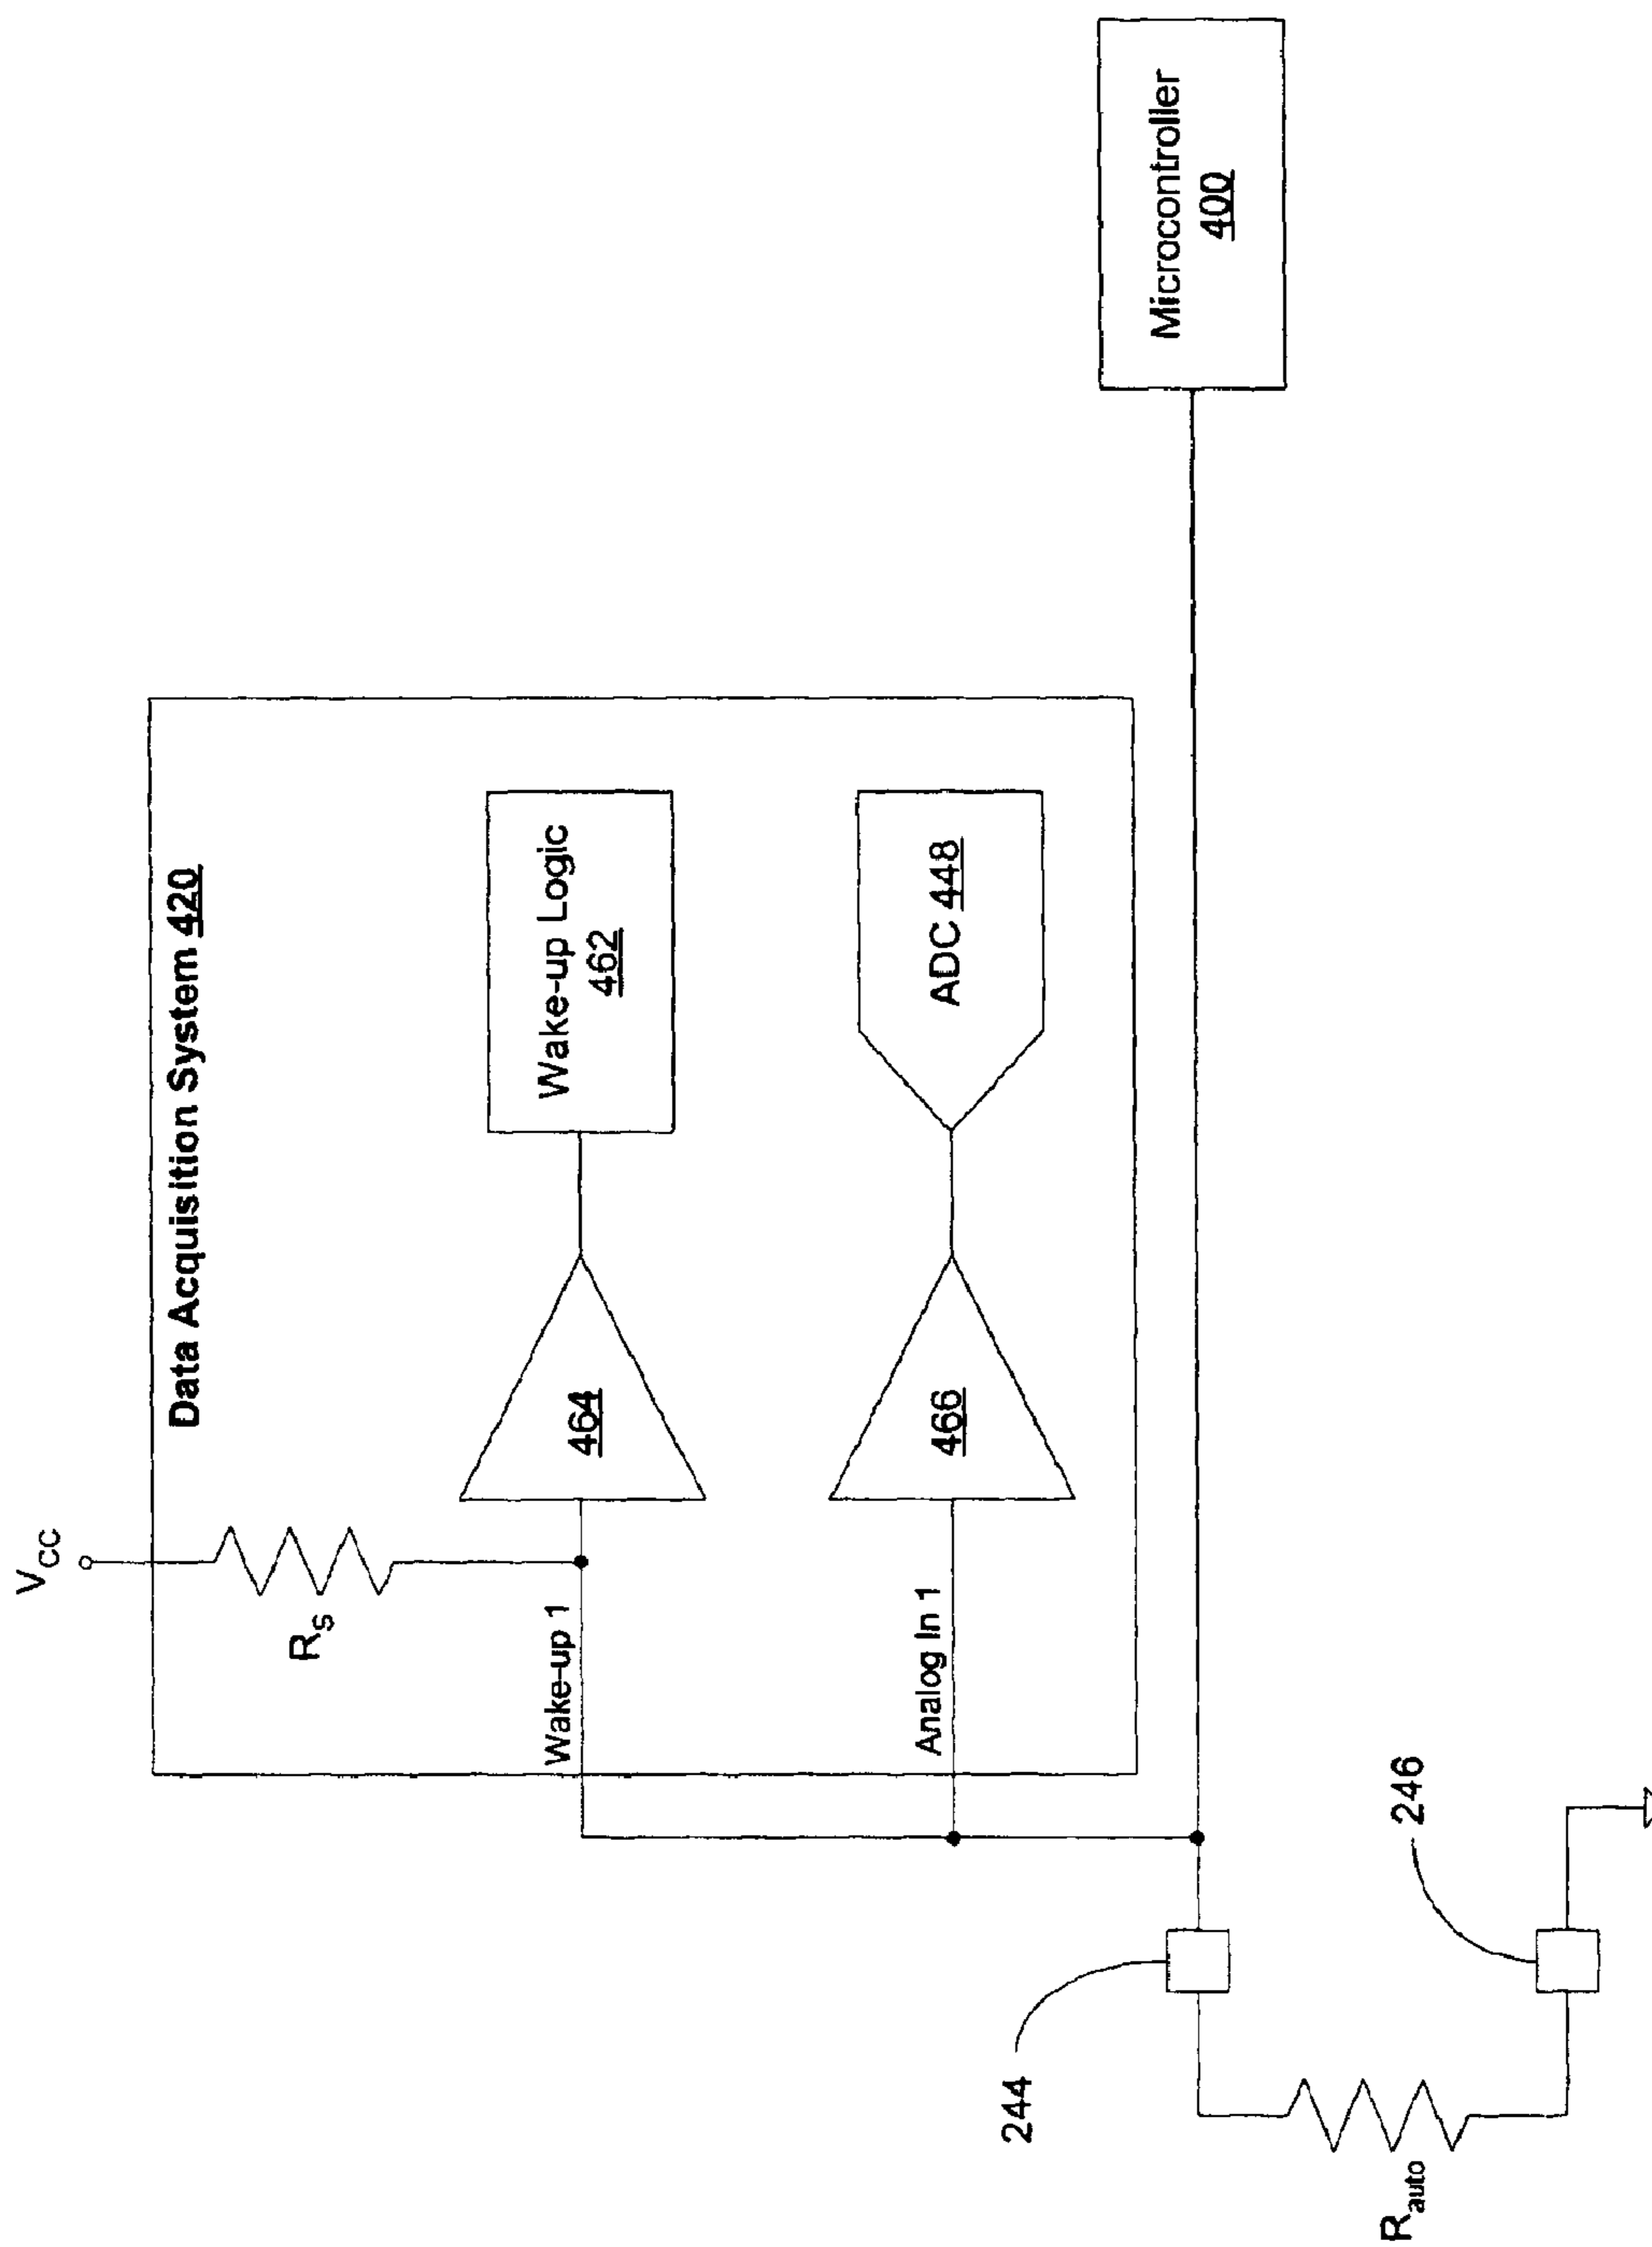 V_CC
Data Acquisition System 420
R_S
Wake-up 1
464
Wake-up Logic
462
Analog In 1
466
ADC 448
Microcontroller
400
244
246
R_auto